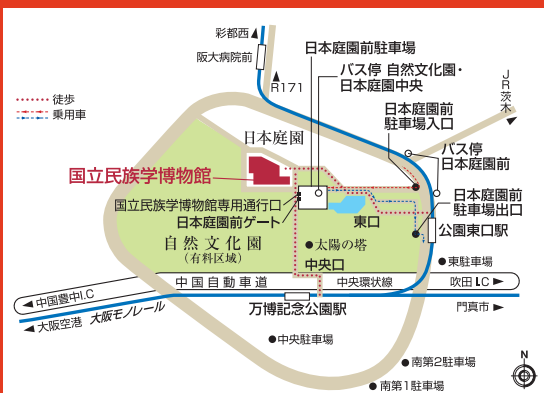 彩都西
阪大病院前
R171
日本庭園前駐車場
バス停 自然文化園・
日本庭園中央
JR茨木
徒歩
乗用車
日本庭園前
駐車場入口
日本庭園
バス停
日本庭園前
国立民族学博物館
国立民族学博物館専用通行口
日本庭園前ゲート
日本庭園前
駐車場出口
東口
公園東口駅
自然文化園
(有料区域)
太陽の塔
中央口
東駐車場
中国自動車道
中央環状線
吹田I.C
中国豊中I.C
大阪空港
大阪モノレール
万博記念公園駅
門真市
中央駐車場
南第2駐車場
南第1駐車場
N